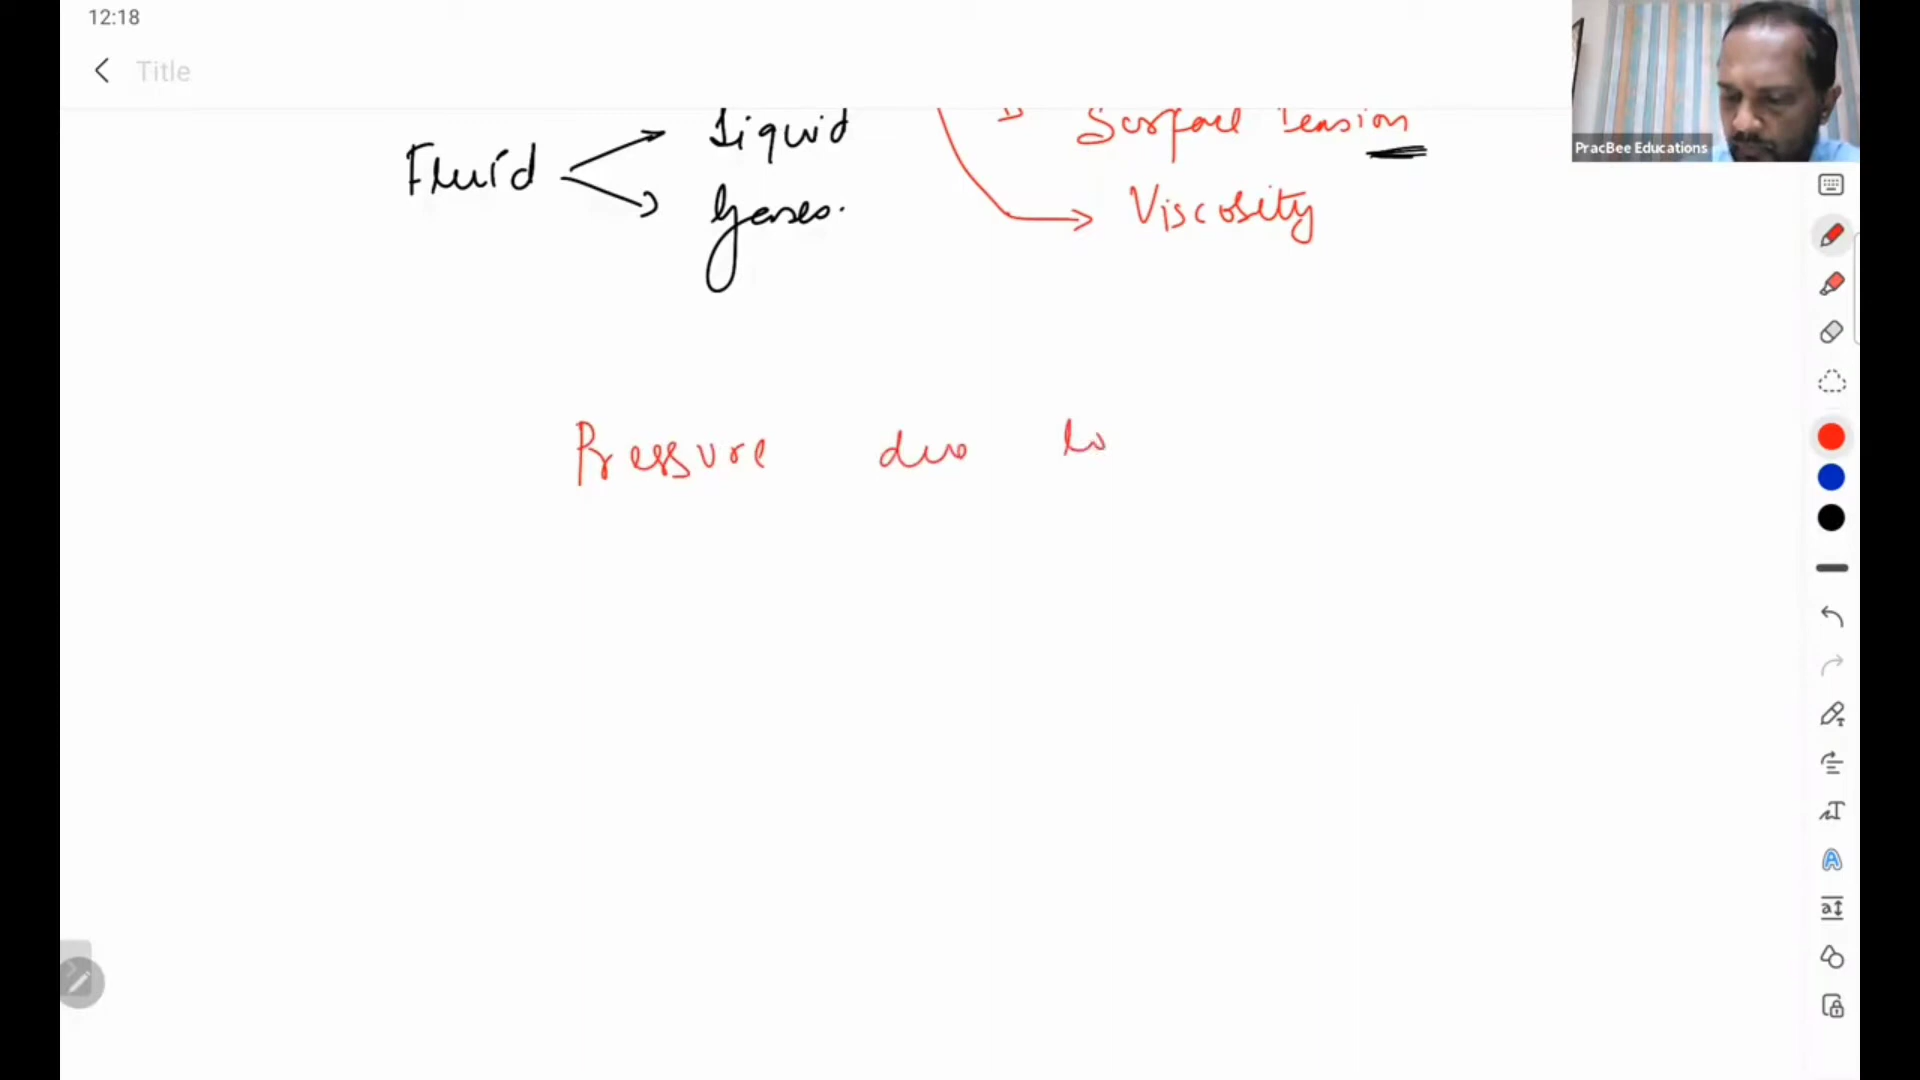 12:18
Title
Liquid
Surface Tension
Fluid
Gases.
Viscosity
PracBee Educations
Pressure due to